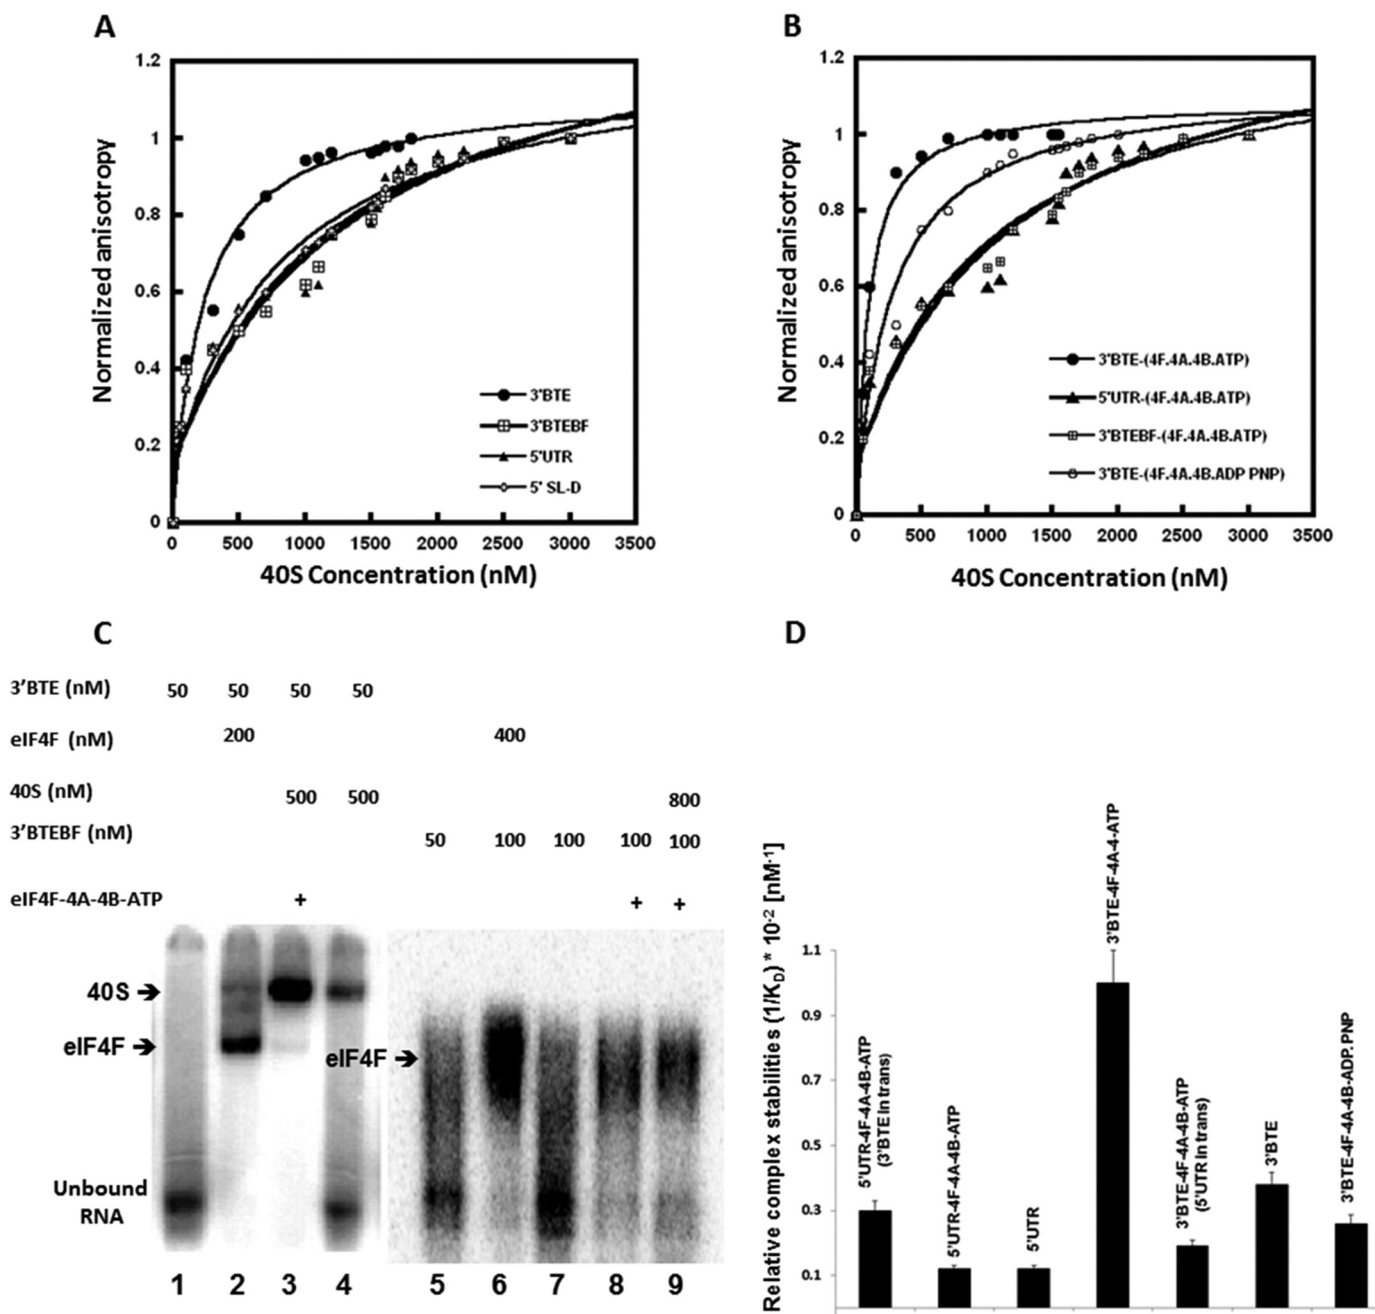 A
1.2
1
0.8
0.6
0.4
0.2
0
Normalized anisotropy
3'BTE
3'BTEBF
5'UTR
5' SL-D
0 500 1000 1500 2000 2500 3000 3500
40S Concentration (nM)
B
1.2
1
0.8
0.6
0.4
0.2
0
Normalized anisotropy
3'BTE-(4F.4A.4B.ATP)
5'UTR-(4F.4A.4B.ATP)
3'BTEBF-(4F.4A.4B.ATP)
3'BTE-(4F.4A.4B.ADP PNP)
0 500 1000 1500 2000 2500 3000 3500
40S Concentration (nM)
C
3'BTE (nM) 50 50 50 50
eIF4F (nM) 200 400
40S (nM) 500 500 800
3'BTEBF (nM) 50 100 100 100 100
eIF4F-4A-4B-ATP + + +
40S
eIF4F
eIF4F
Unbound
RNA
1 2 3 4 5 6 7 8 9
D
Relative complex stabilities (1/K_D) * 10^-2 [nM^-1]
1.1
0.9
0.7
0.5
0.3
0.1
5'UTR-4F-4A-4B-ATP
(3'BTE In trans)
5'UTR-4F-4A-4B-ATP
5'UTR
3'BTE-4F-4A-4-ATP
3'BTE-4F-4A-4B-ATP
(5'UTR In trans)
3'BTE
3'BTE-4F-4A-4B-ADP.PNP